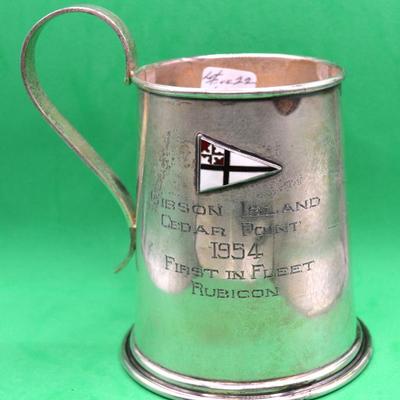 GIBSON ISLAND
CEDAR POINT
1954
FIRST IN FLEET
RUBICON